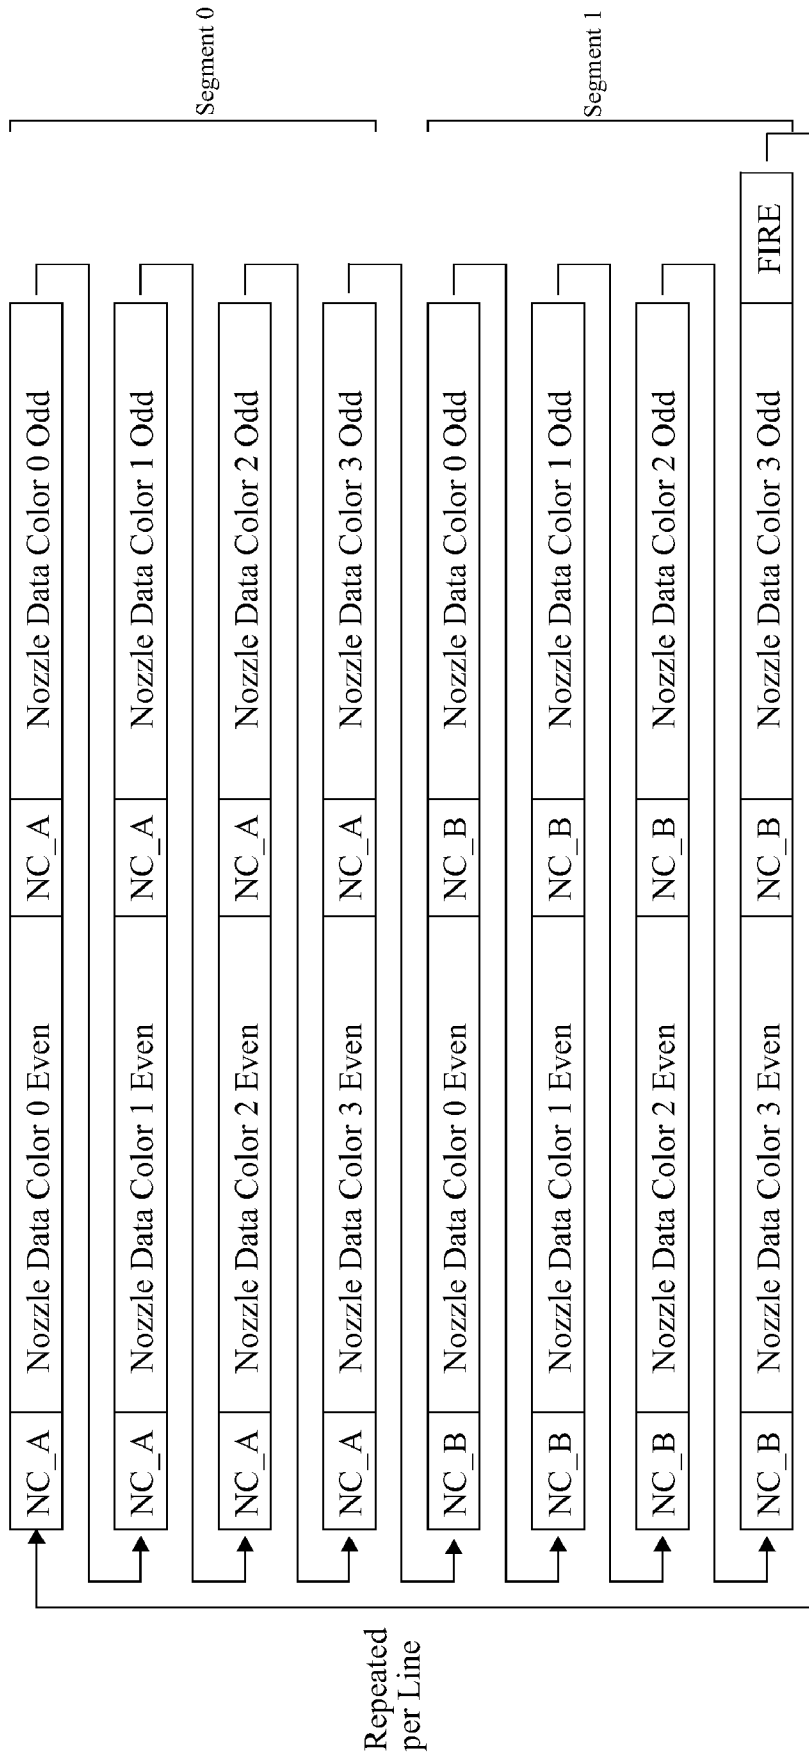 NC_A Nozzle Data Color 0 Even NC_A Nozzle Data Color 0 Odd
NC_A Nozzle Data Color 1 Even NC_A Nozzle Data Color 1 Odd
NC_A Nozzle Data Color 2 Even NC_A Nozzle Data Color 2 Odd
NC_A Nozzle Data Color 3 Even NC_A Nozzle Data Color 3 Odd
Segment 0
NC_B Nozzle Data Color 0 Even NC_B Nozzle Data Color 0 Odd
NC_B Nozzle Data Color 1 Even NC_B Nozzle Data Color 1 Odd
NC_B Nozzle Data Color 2 Even NC_B Nozzle Data Color 2 Odd
NC_B Nozzle Data Color 3 Even NC_B Nozzle Data Color 3 Odd FIRE
Segment 1
Repeated
per Line